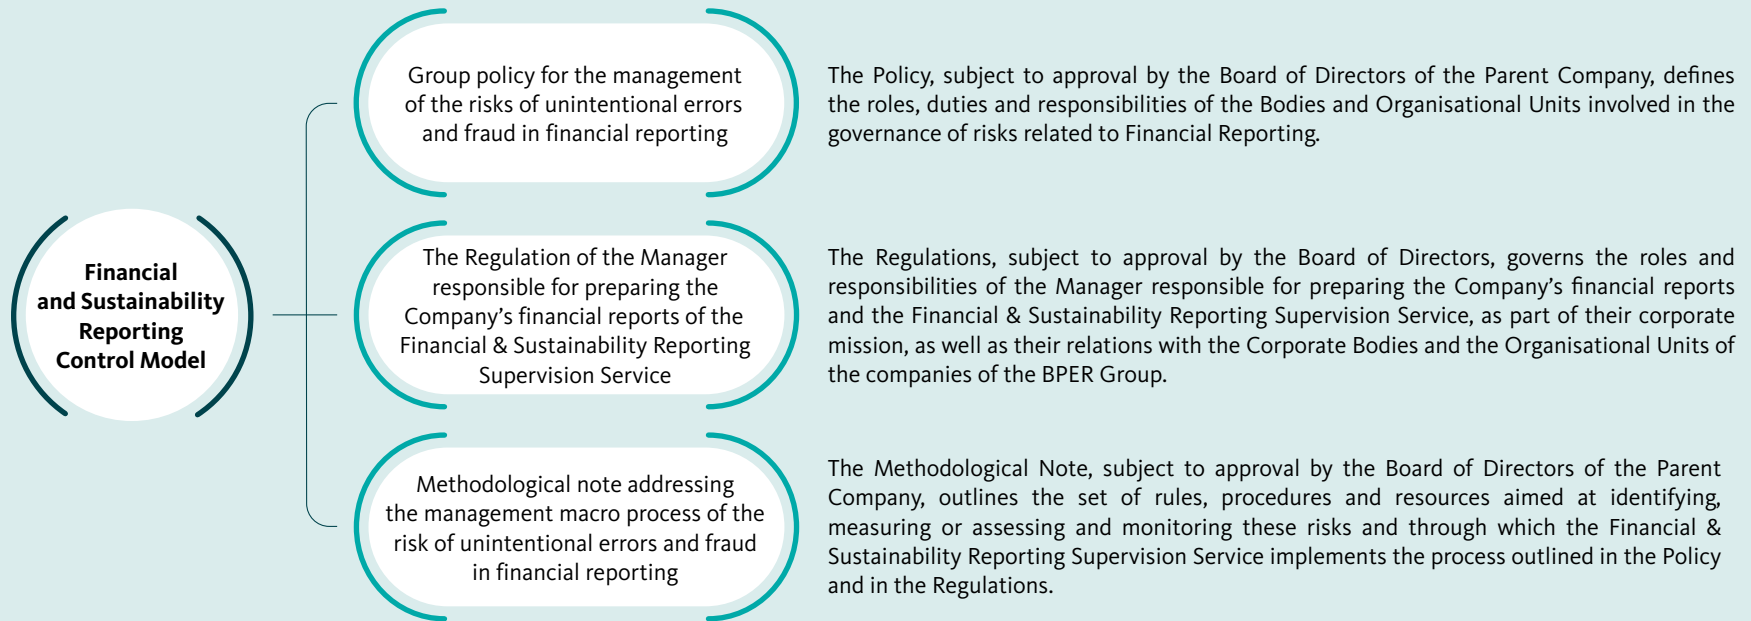 Financial
and Sustainability
Reporting
Control Model
Group policy for the management
of the risks of unintentional errors
and fraud in financial reporting
The Policy, subject to approval by the Board of Directors of the Parent Company, defines
the roles, duties and responsibilities of the Bodies and Organisational Units involved in the
governance of risks related to Financial Reporting.
The Regulation of the Manager
responsible for preparing the
Company's financial reports of the
Financial & Sustainability Reporting
Supervision Service
The Regulations, subject to approval by the Board of Directors, governs the roles and
responsibilities of the Manager responsible for preparing the Company's financial reports
and the Financial & Sustainability Reporting Supervision Service, as part of their corporate
mission, as well as their relations with the Corporate Bodies and the Organisational Units of
the companies of the BPER Group.
Methodological note addressing
the management macro process of the
risk of unintentional errors and fraud
in financial reporting
The Methodological Note, subject to approval by the Board of Directors of the Parent
Company, outlines the set of rules, procedures and resources aimed at identifying,
measuring or assessing and monitoring these risks and through which the Financial &
Sustainability Reporting Supervision Service implements the process outlined in the Policy
and in the Regulations.